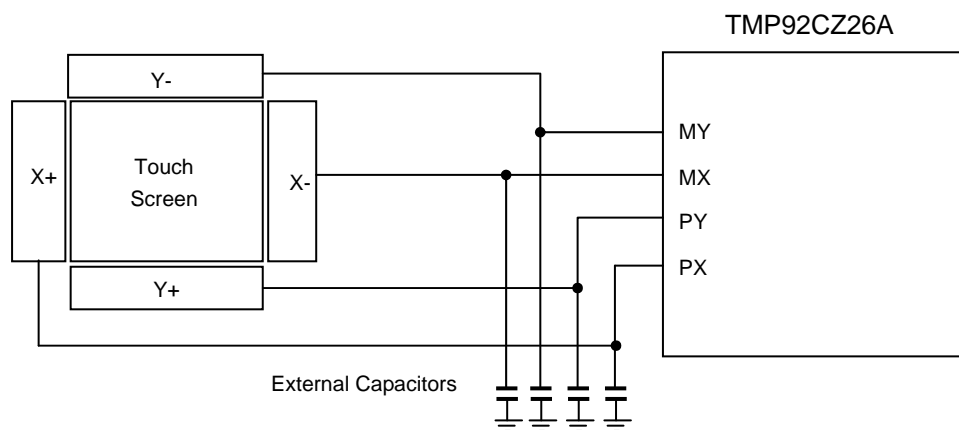 TMP92CZ26A
Y-
X+
Touch
Screen
X-
Y+
MY
MX
PY
PX
External Capacitors